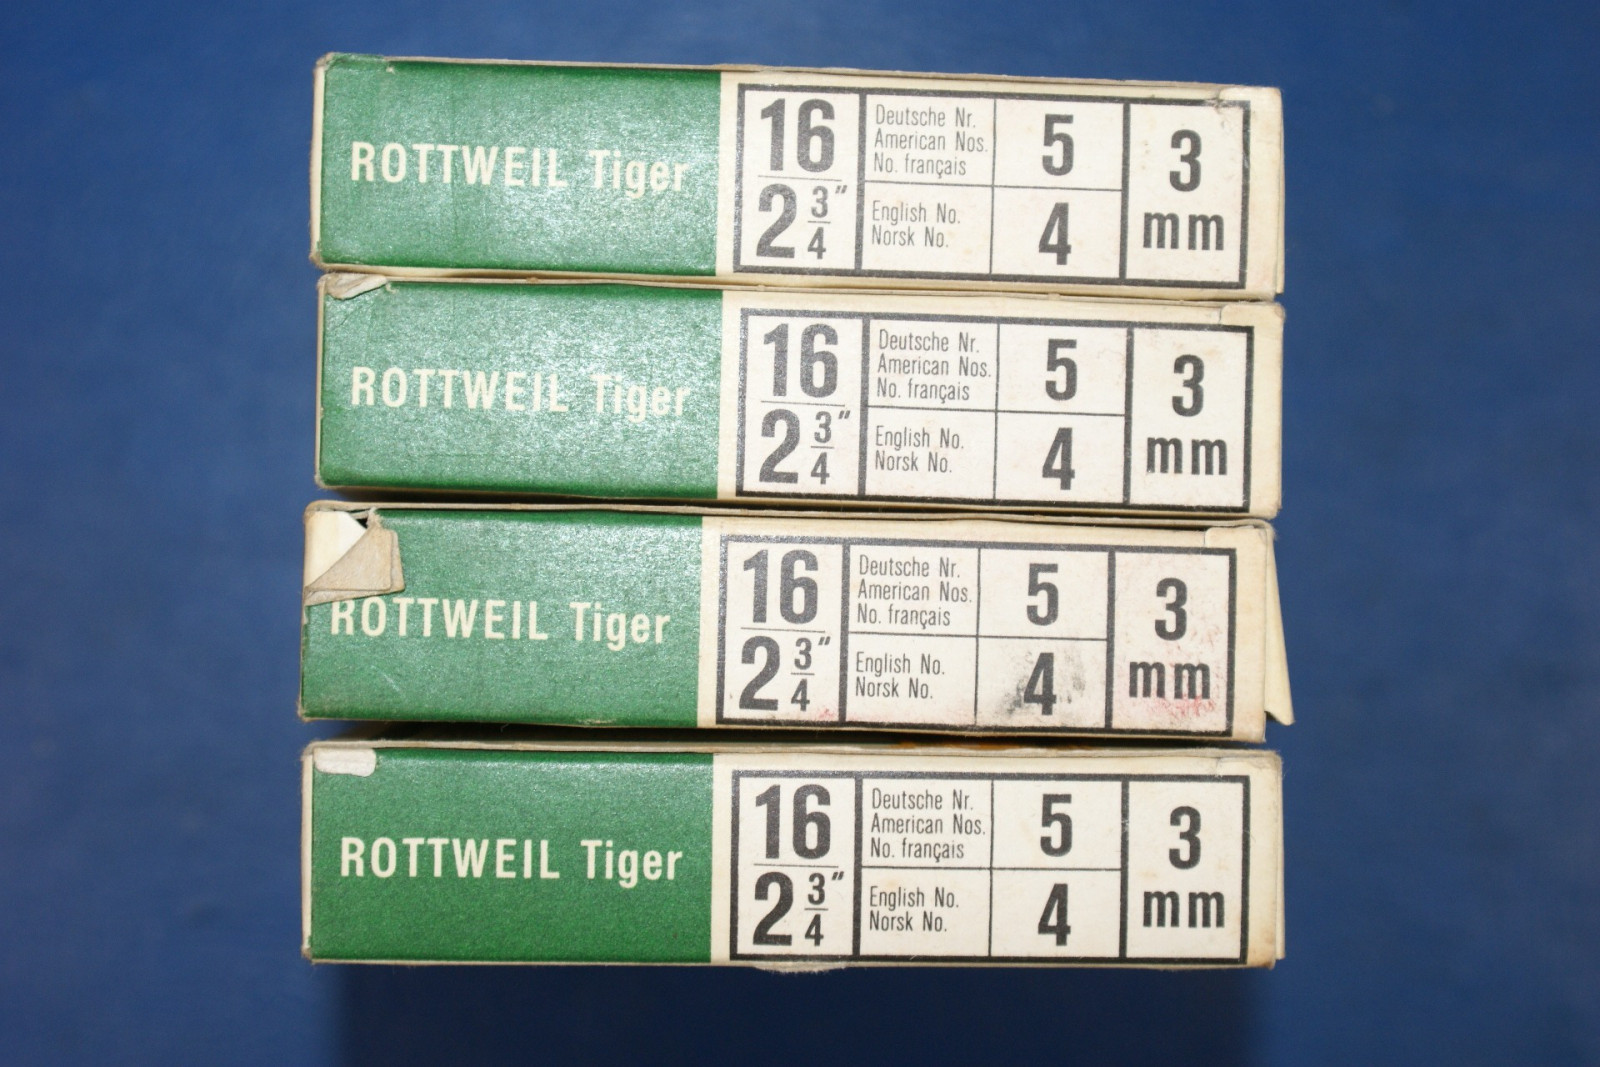 ROTTWEIL Tiger
16
2 3/4"
Deutsche Nr.
American Nos.
No. français
5
English No.
Norsk No.
4
3
mm
ROTTWEIL Tiger
16
2 3/4"
Deutsche Nr.
American Nos.
No. français
5
English No.
Norsk No.
4
3
mm
ROTTWEIL Tiger
16
2 3/4"
Deutsche Nr.
American Nos.
No. français
5
English No.
Norsk No.
4
3
mm
ROTTWEIL Tiger
16
2 3/4"
Deutsche Nr.
American Nos.
No. français
5
English No.
Norsk No.
4
3
mm